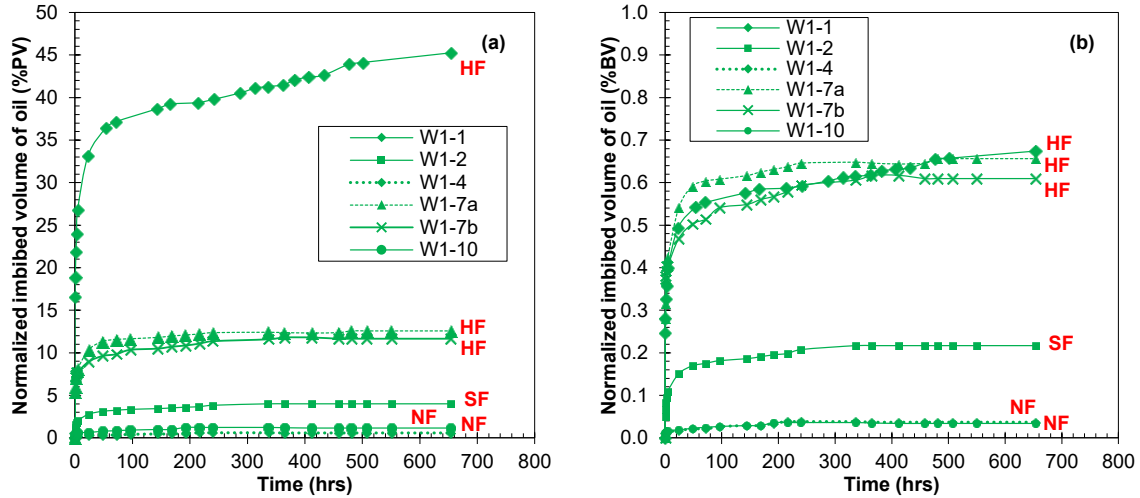 Normalized imbibed volume of oil (%PV)
50
45
40
35
30
25
20
15
10
5
0
(a)
HF
W1-1
W1-2
W1-4
W1-7a
W1-7b
W1-10
HF
HF
SF
NF
NF
0 100 200 300 400 500 600 700 800
Time (hrs)
Normalized imbibed volume of oil (%BV)
1.0
0.9
0.8
0.7
0.6
0.5
0.4
0.3
0.2
0.1
0.0
(b)
W1-1
W1-2
W1-4
W1-7a
W1-7b
W1-10
HF
HF
HF
SF
NF
NF
0 100 200 300 400 500 600 700 800
Time (hrs)